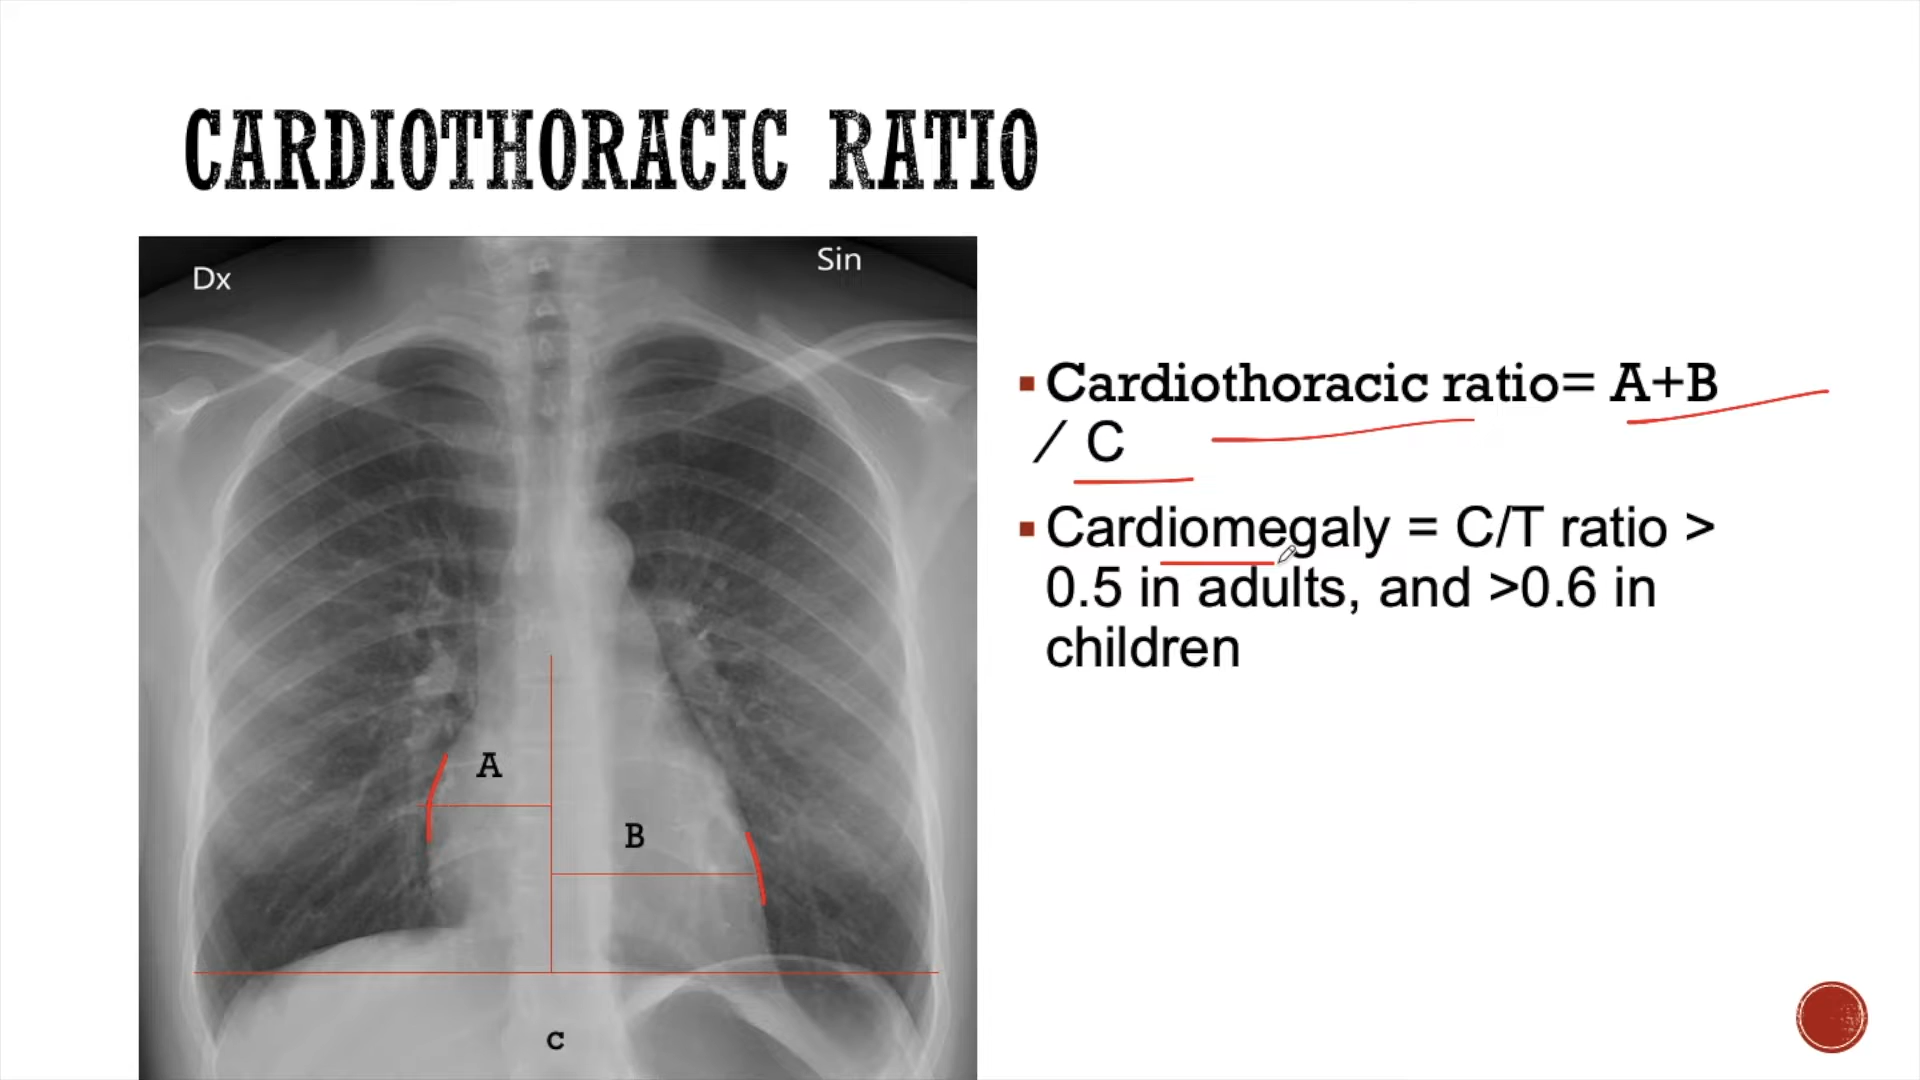 CARDIOTHORACIC RATIO
Dx
Sin
A
B
C
Cardiothoracic ratio= A+B
/ C
Cardiomegaly = C/T ratio >
0.5 in adults, and >0.6 in
children